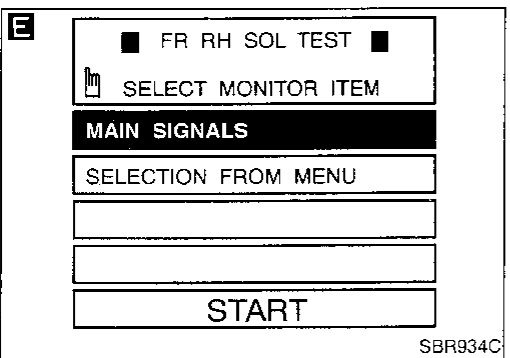 E
■ FR RH SOL TEST ■
SELECT MONITOR ITEM
MAIN SIGNALS
SELECTION FROM MENU
START
SBR934C